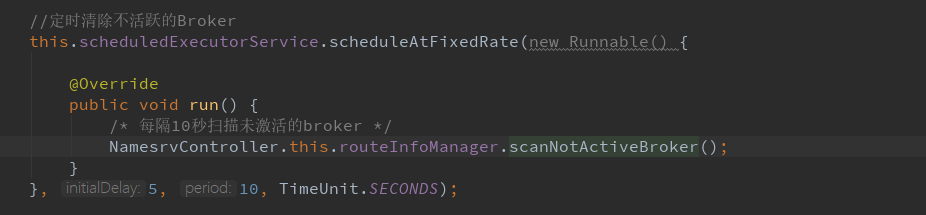 //定时清除不活跃的Broker
this.scheduledExecutorService.scheduleAtFixedRate(new Runnable() {
@Override
public void run() {
/* 每隔10秒扫描未激活的broker */
NamesrvController.this.routeInfoManager.scanNotActiveBroker();
}
}, initialDelay: 5, period: 10, TimeUnit.SECONDS);